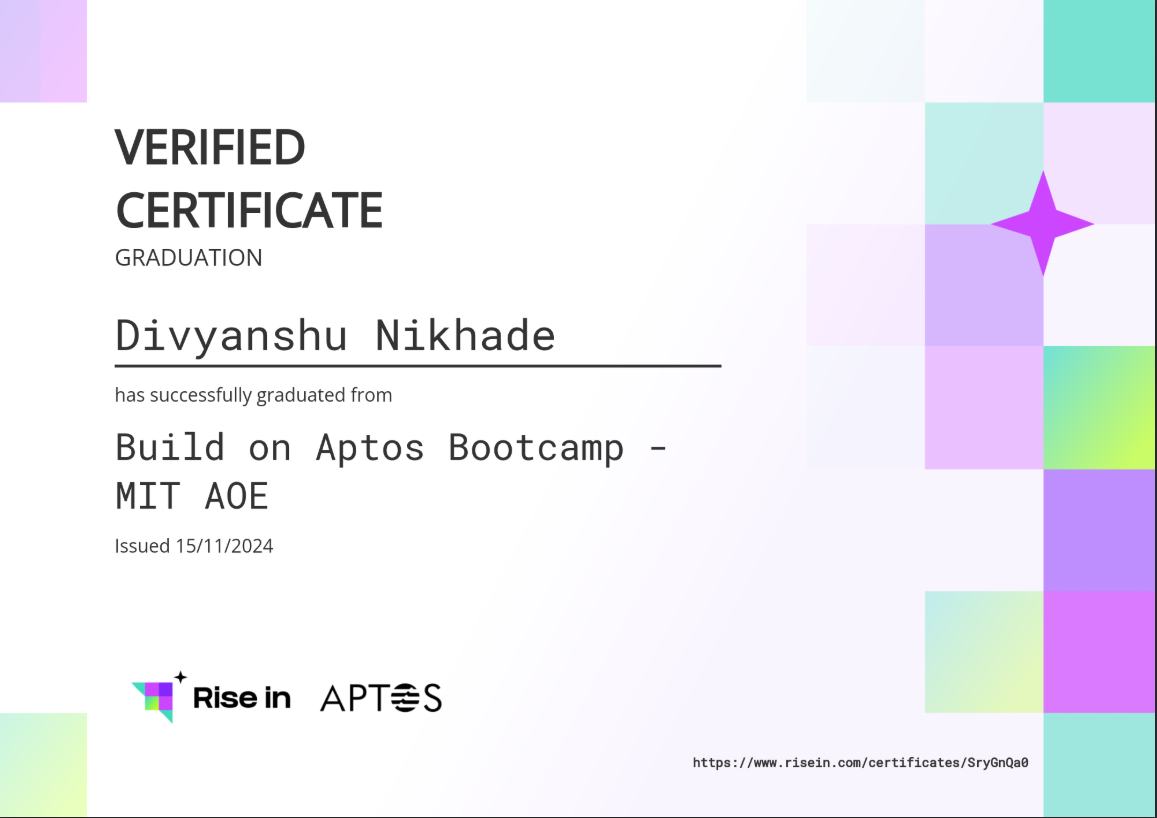 VERIFIED
CERTIFICATE
GRADUATION
Divyanshu Nikhade
has successfully graduated from
Build on Aptos Bootcamp -
MIT AOE
Issued 15/11/2024
Rise in APTOS
https://www.risein.com/certificates/SryGnQa0